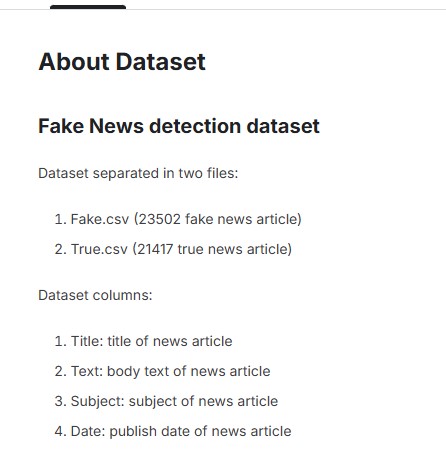 About Dataset
Fake News detection dataset
Dataset separated in two files:
1. Fake.csv (23502 fake news article)
2. True.csv (21417 true news article)
Dataset columns:
1. Title: title of news article
2. Text: body text of news article
3. Subject: subject of news article
4. Date: publish date of news article